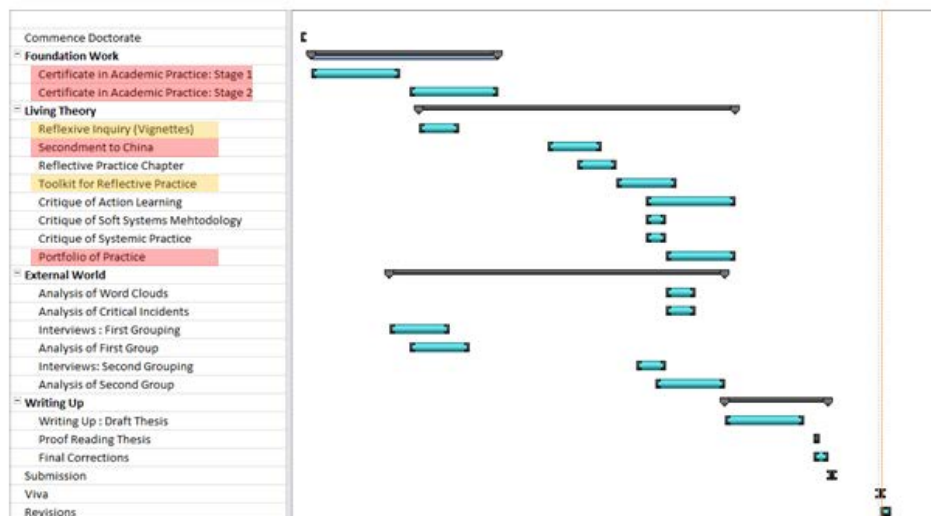 Commence Doctorate
Foundation Work
Certificate in Academic Practice: Stage 1
Certificate in Academic Practice: Stage 2
Living Theory
Reflexive Inquiry (Vignettes)
Secondment to China
Reflective Practice Chapter
Toolkit for Reflective Practice
Critique of Action Learning
Critique of Soft Systems Mehtodology
Critique of Systemic Practice
Portfolio of Practice
External World
Analysis of Word Clouds
Analysis of Critical Incidents
Interviews : First Grouping
Analysis of First Group
Interviews: Second Grouping
Analysis of Second Group
Writing Up
Writing Up : Draft Thesis
Proof Reading Thesis
Final Corrections
Submission
Viva
Revisions